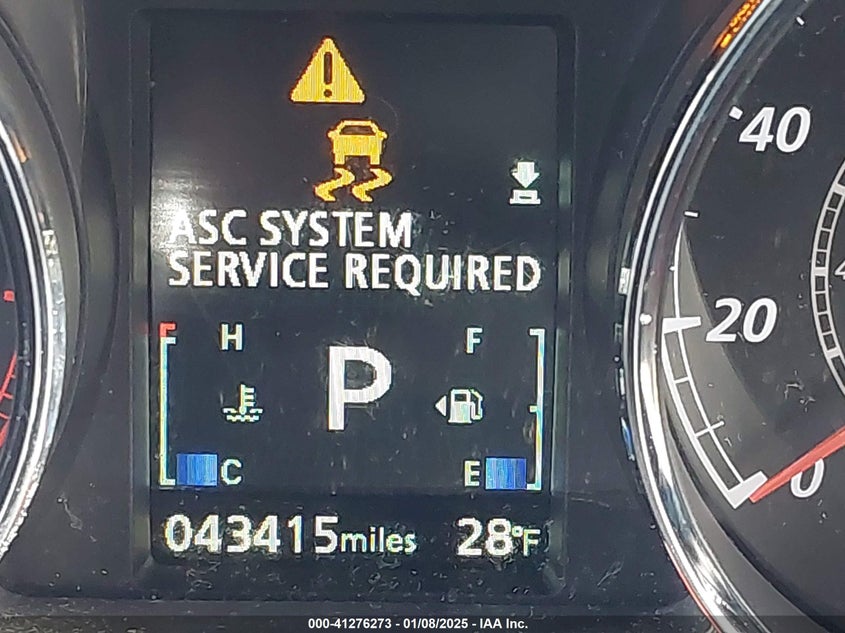 40
ASC SYSTEM
SERVICE REQUIRED
20
H F
P
C E
0
043415miles 28°F
000-41276273 - 01/08/2025 - IAA Inc.